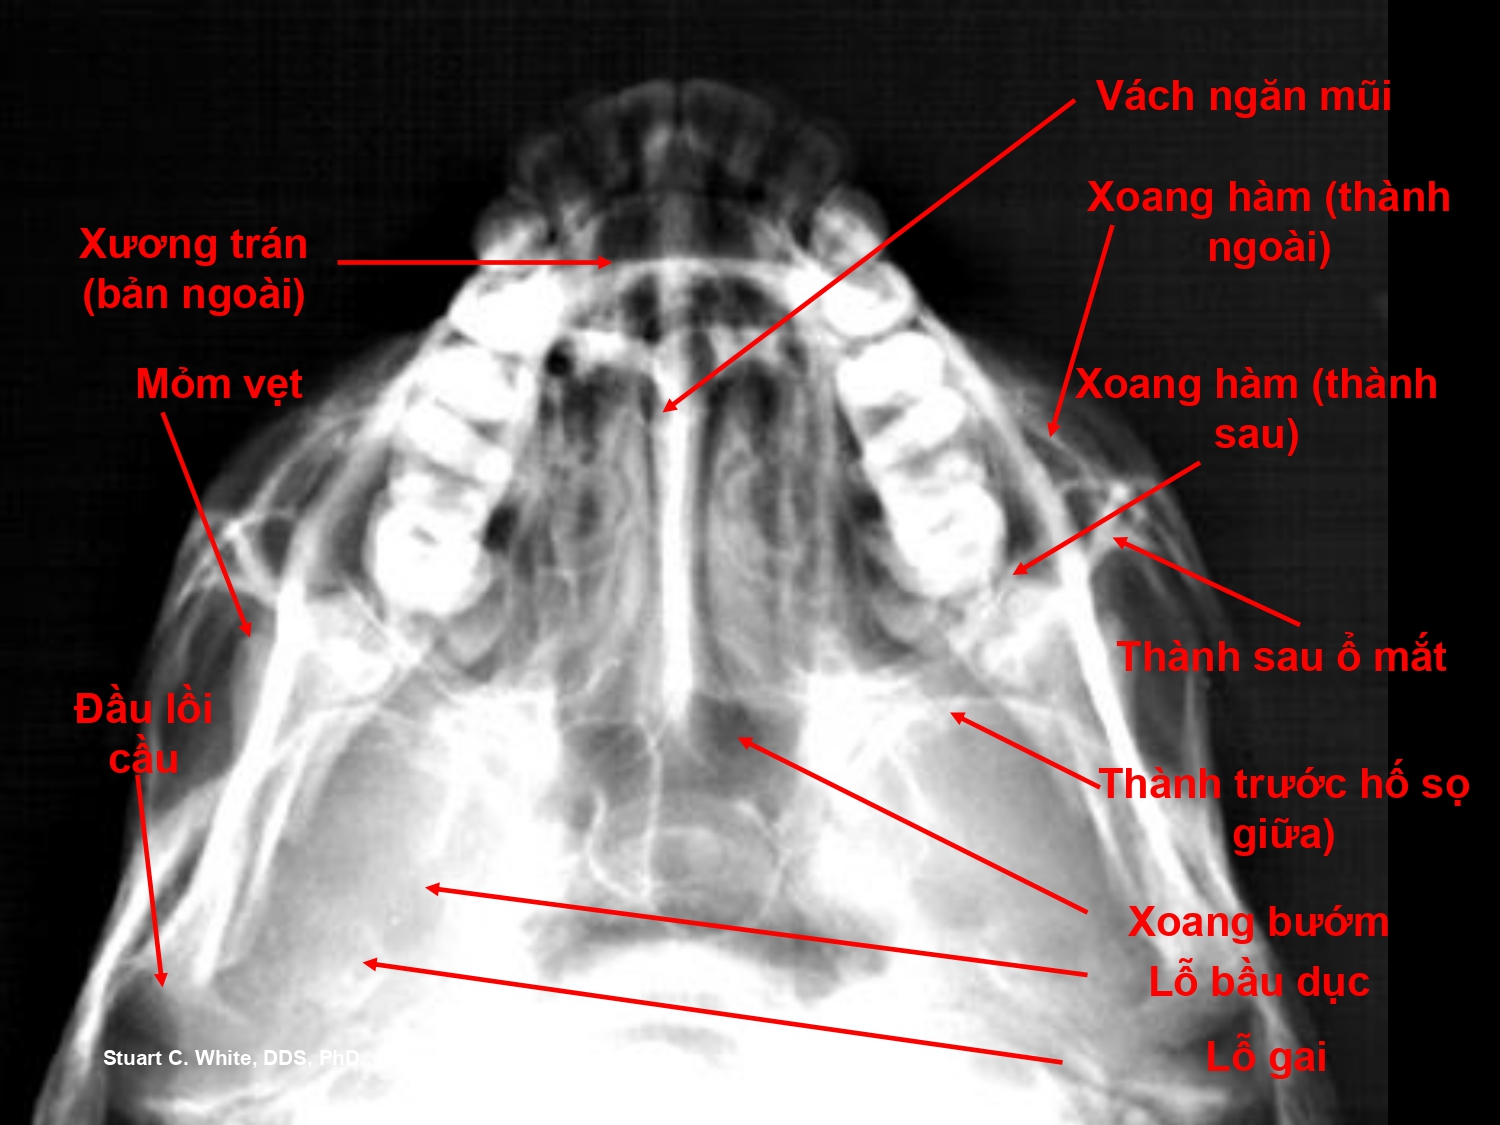 Vách ngăn mũi
Xoang hàm (thành
ngoài)
Xương trán
(bản ngoài)
Mỏm vẹt
Xoang hàm (thành
sau)
Thành sau ổ mắt
Đầu lồi
cầu
Thành trước hố sọ
giữa)
Xoang bướm
Lỗ bầu dục
Lỗ gai
Stuart C. White, DDS, PhD